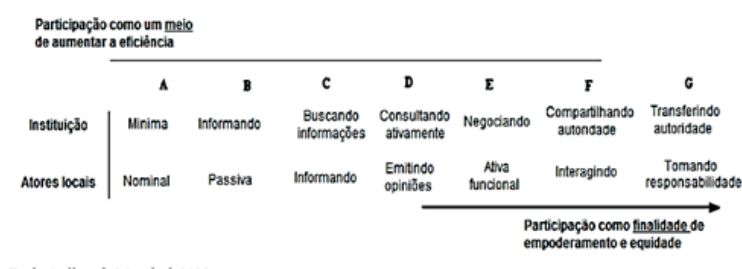 Participação como um meio
de aumentar a eficiência
A B C D E F G
Instituição Minima Informando Buscando informações Consultando ativamente Negociando Compartilhando autoridade Transferindo autoridade
Atores locais Nominal Passiva Informando Emitindo opiniões Ativa funcional Interagindo Tomando responsabilidade
Participação como finalidade de
empoderamento e equidade